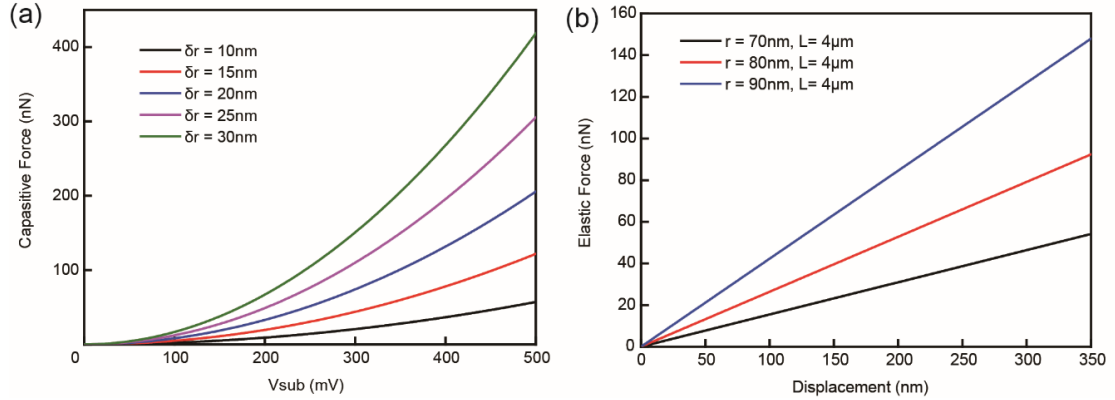 (a)
400
300
200
100
0
100
200
300
400
500
Capasitive Force (nN)
Vsub (mV)
δr = 10nm
δr = 15nm
δr = 20nm
δr = 25nm
δr = 30nm
(b)
160
140
120
100
80
60
40
20
0
0
50
100
150
200
250
300
350
Elastic Force (nN)
Displacement (nm)
r = 70nm, L= 4μm
r = 80nm, L= 4μm
r = 90nm, L= 4μm